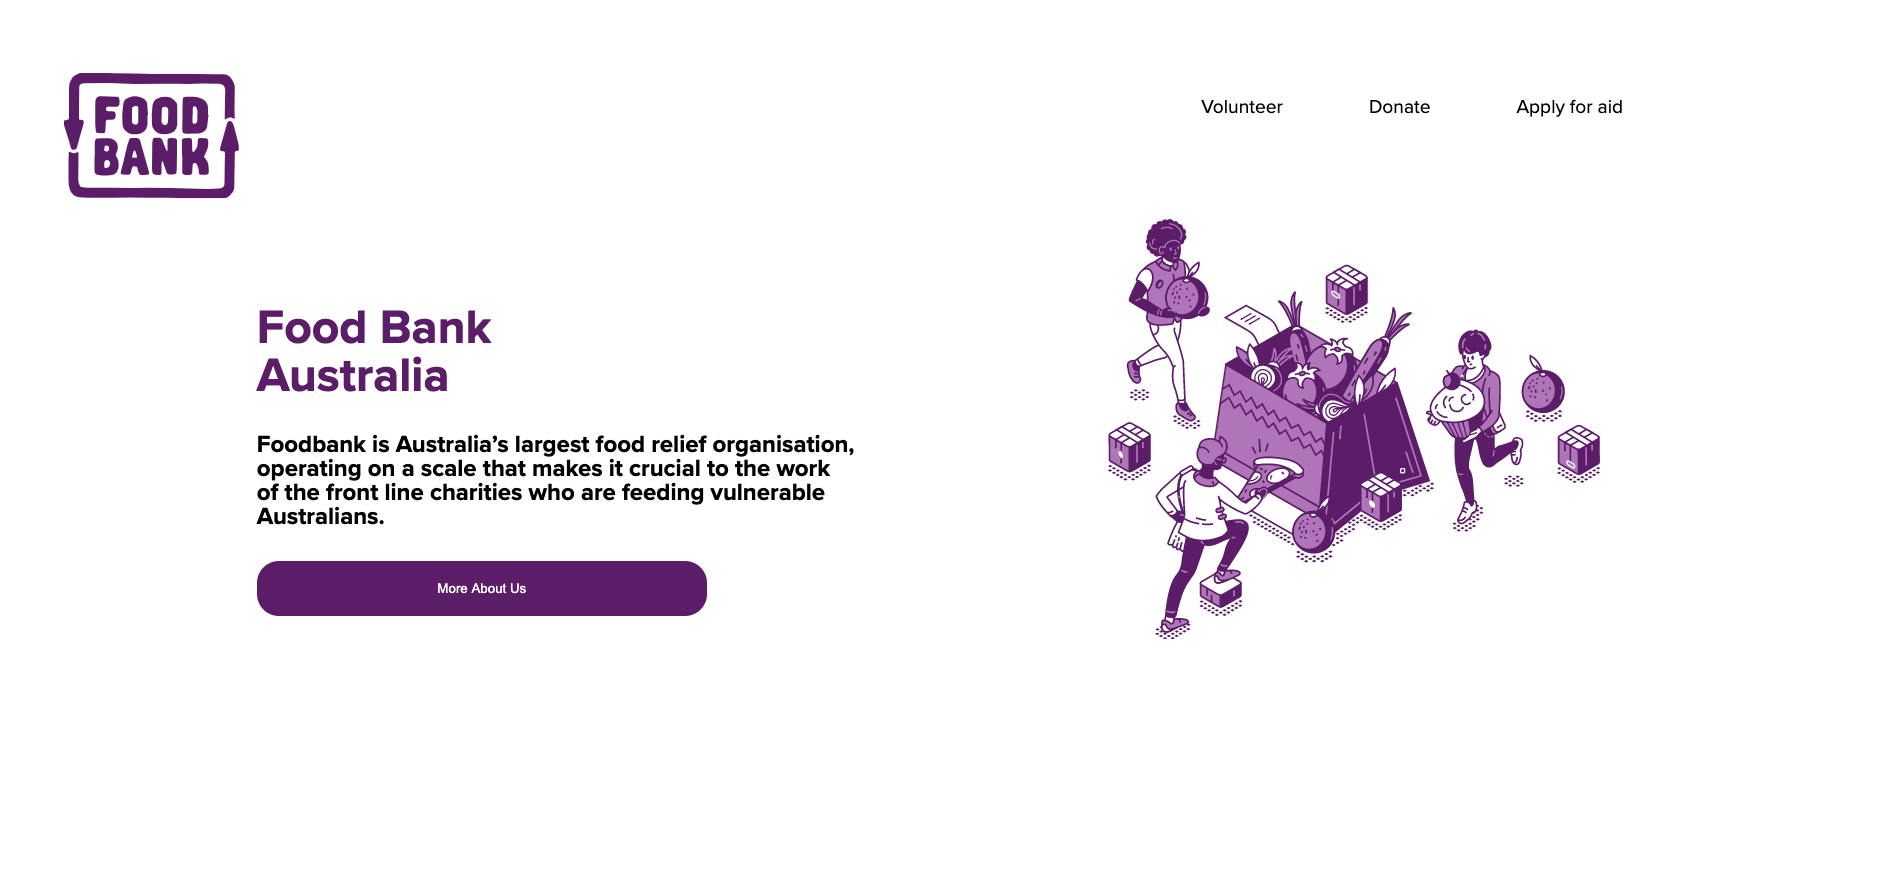 FOOD
BANK
Volunteer Donate Apply for aid
Food Bank
Australia
Foodbank is Australia’s largest food relief organisation,
operating on a scale that makes it crucial to the work
of the front line charities who are feeding vulnerable
Australians.
More About Us